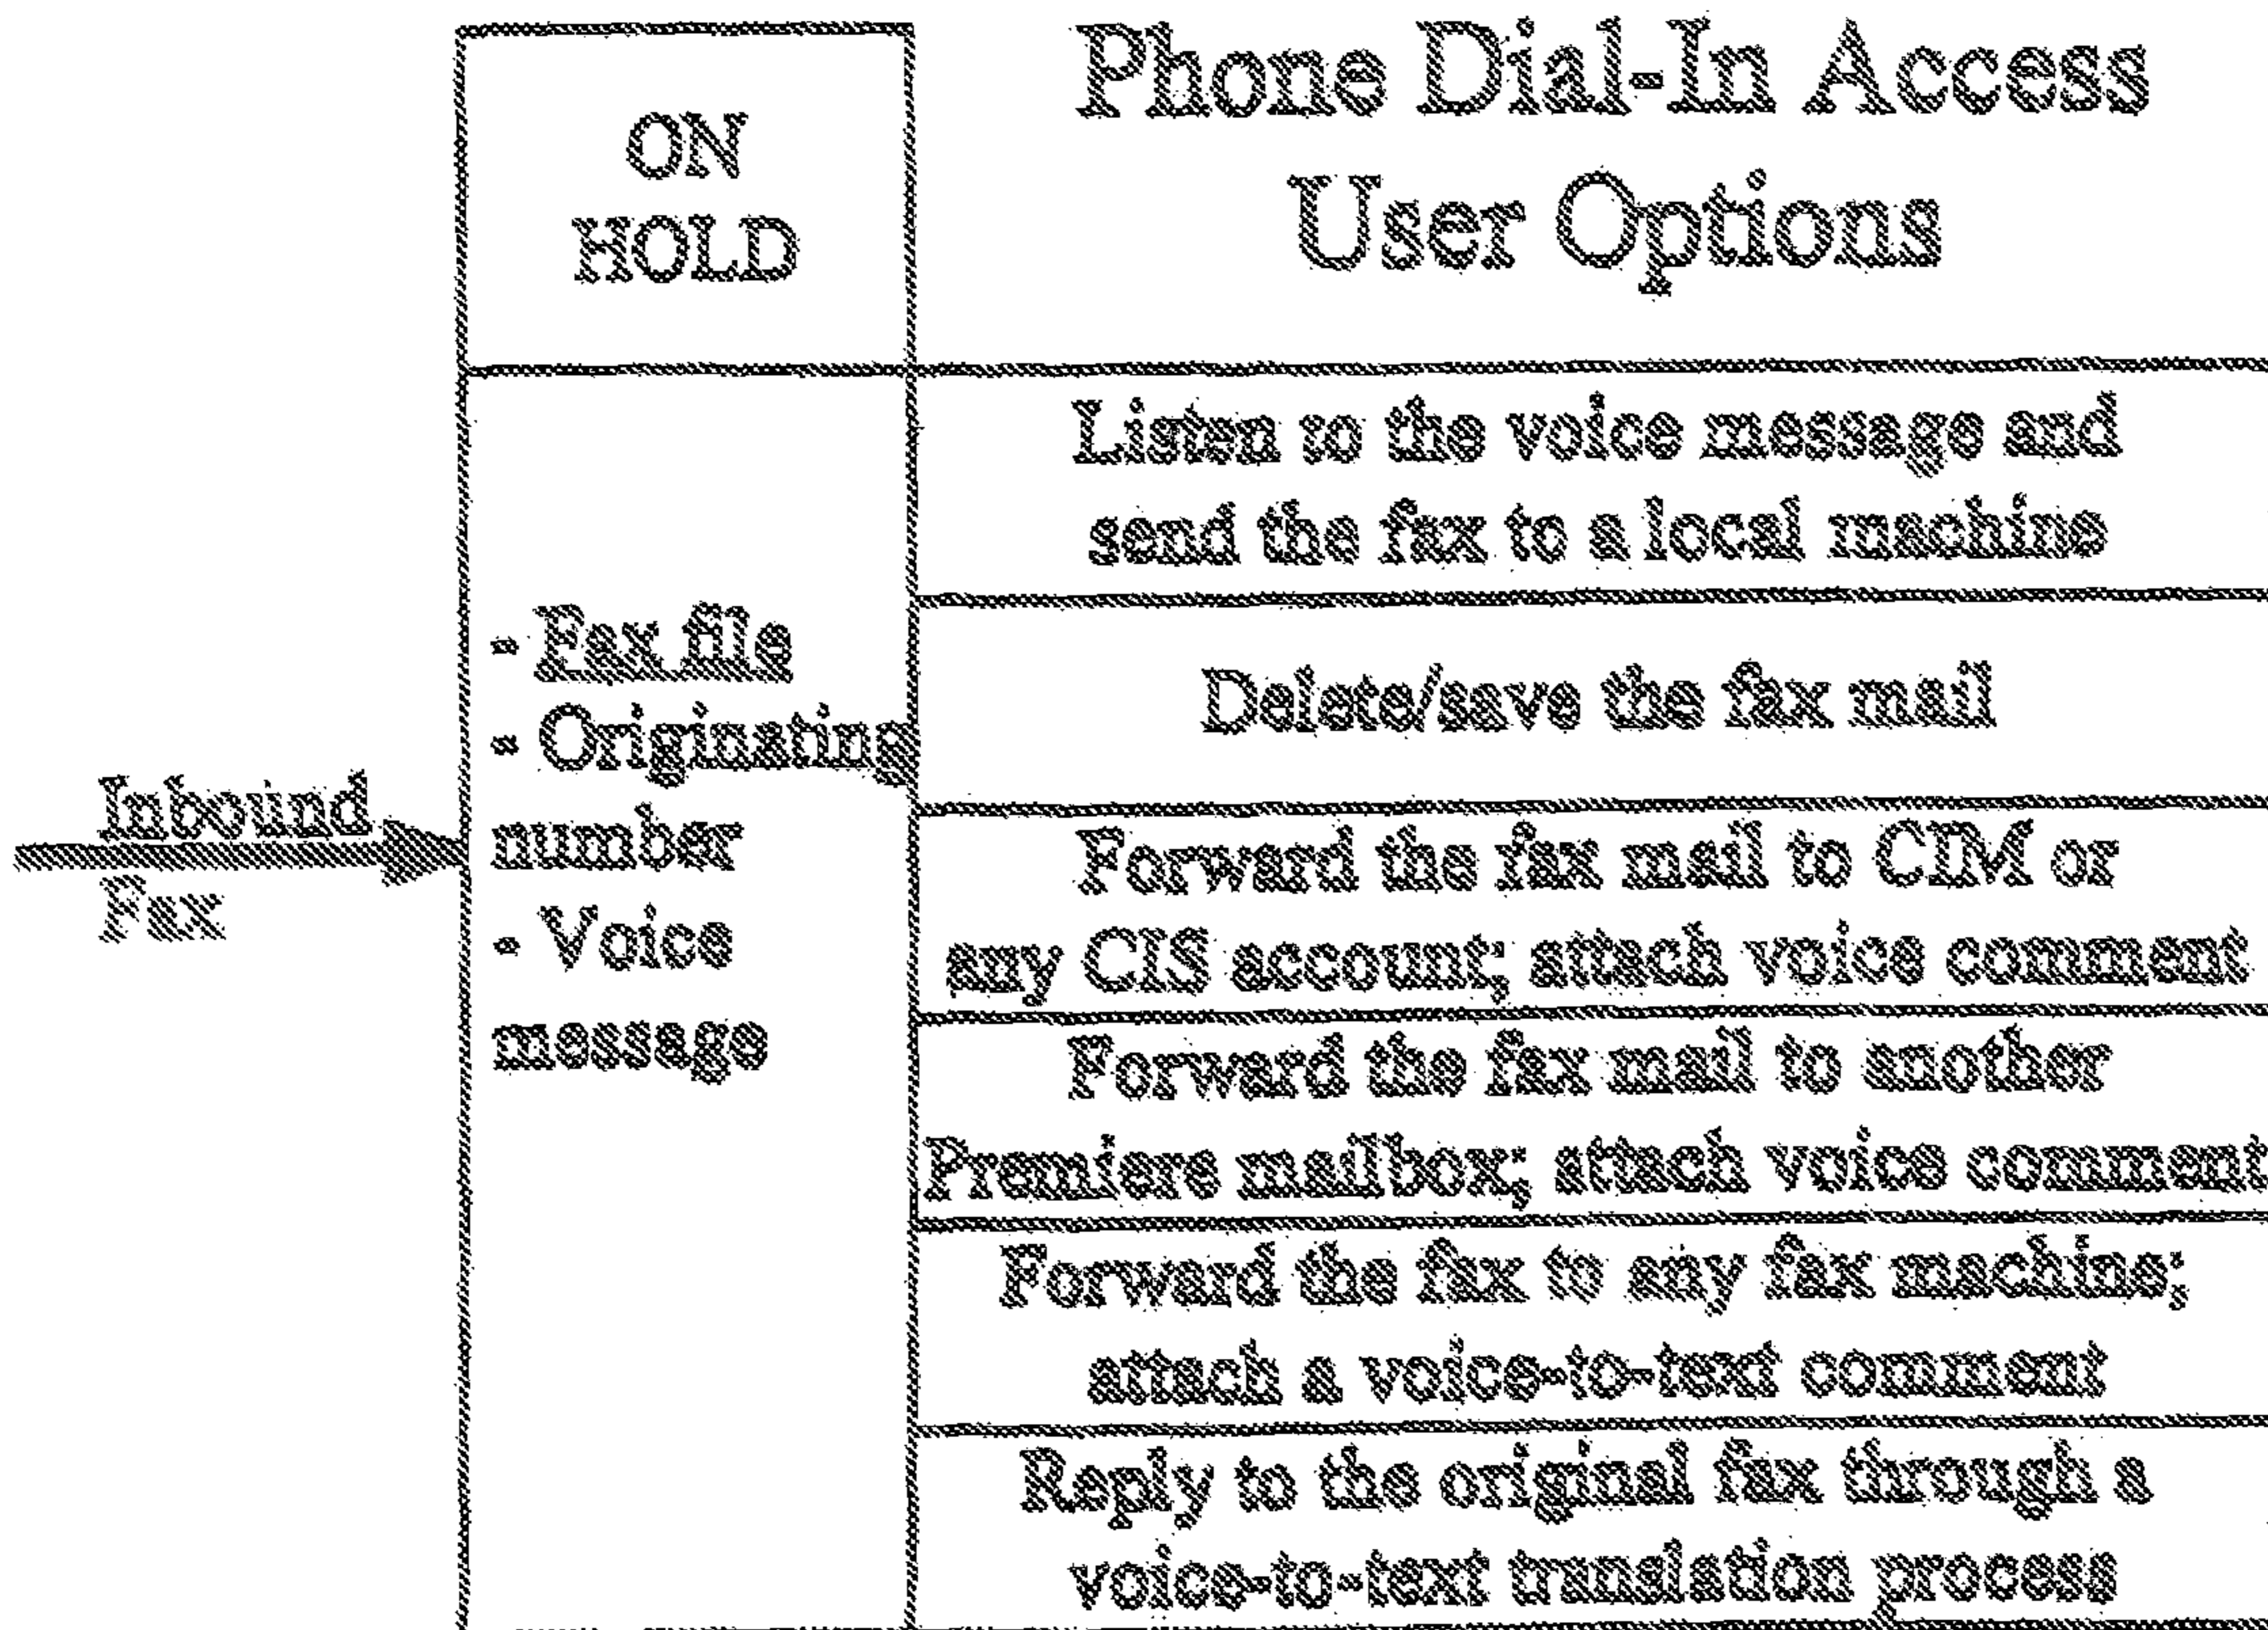 Inbound
Fax
ON
HOLD
- Fax file
- Originating
number
- Voice
message
Phone Dial-In Access
User Options
Listen to the voice message and
send the fax to a local machine
Delete/save the fax mail
Forward the fax mail to CIM or
any CIS account; attach voice comment
Forward the fax mail to another
Premiere mailbox; attach voice comment
Forward the fax to any fax machine;
attach a voice-to-text comment
Reply to the original fax through a
voice-to-text translation process